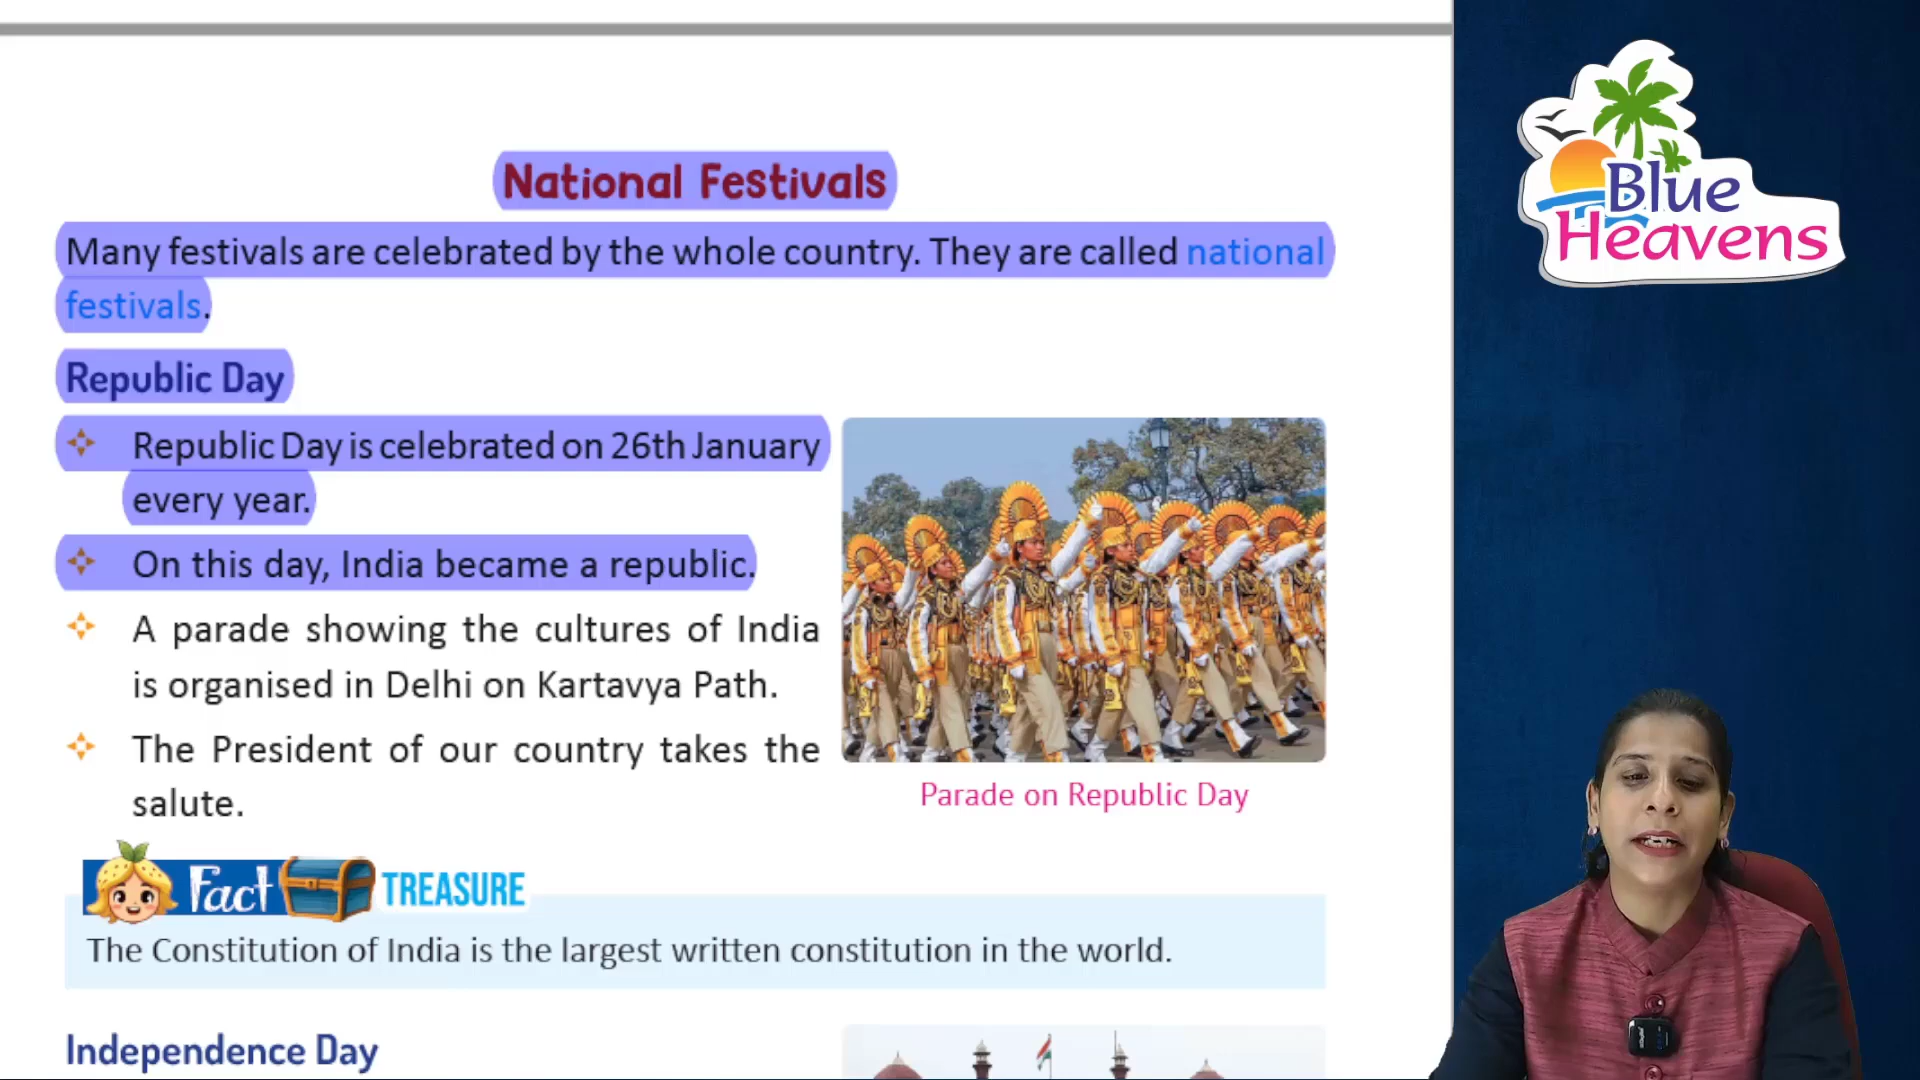 National Festivals
Many festivals are celebrated by the whole country. They are called national
festivals.
Republic Day
Republic Day is celebrated on 26th January
every year.
On this day, India became a republic.
A parade showing the cultures of India
is organised in Delhi on Kartavya Path.
The President of our country takes the
salute.
Parade on Republic Day
Fact TREASURE
The Constitution of India is the largest written constitution in the world.
Independence Day
Blue
Heavens